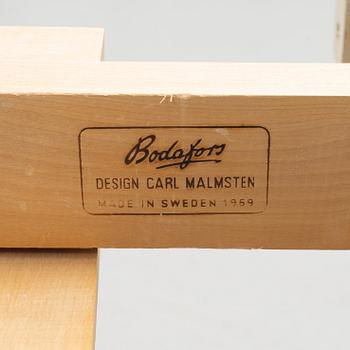 Bodafors
DESIGN CARL MALMSTEN
MADE IN SWEDEN 1959